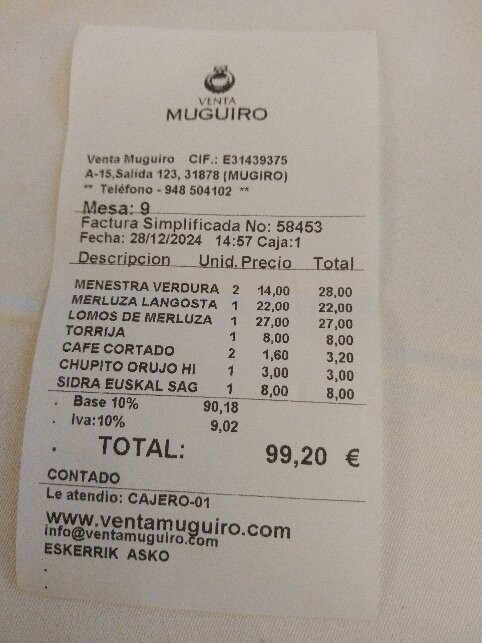 VENTA
MUGUIRO
Venta Muguiro CIF.: E31439375
A-15,Salida 123, 31878 (MUGIRO)
** Teléfono - 948 504102 **
Mesa: 9
Factura Simplificada No: 58453
Fecha: 28/12/2024 14:57 Caja:1
Descripcion Unid. Precio Total
MENESTRA VERDURA 2 14,00 28,00
MERLUZA LANGOSTA 1 22,00 22,00
LOMOS DE MERLUZA 1 27,00 27,00
TORRIJA 1 8,00 8,00
CAFE CORTADO 2 1,60 3,20
CHUPITO ORUJO HI 1 3,00 3,00
SIDRA EUSKAL SAG 1 8,00 8,00
. Base 10% 90,18
. Iva:10% 9,02
. TOTAL: 99,20 €
CONTADO
Le atendio: CAJERO-01
www.ventamuguiro.com
info@ventamuguiro.com
ESKERRIK ASKO
.